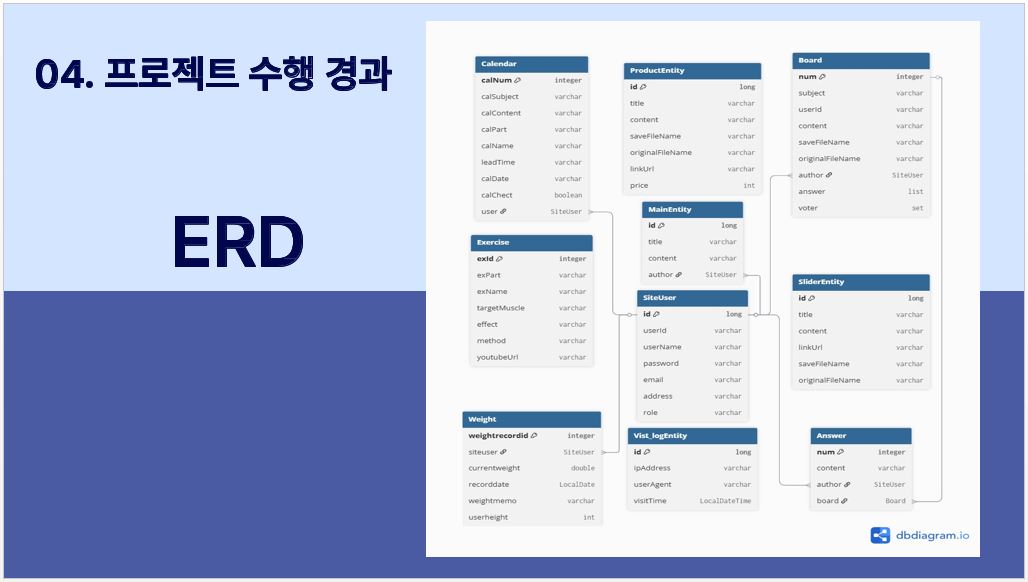 04. 프로젝트 수행 경과
ERD
Calendar
calNum integer
calSubject varchar
calContent varchar
calPart varchar
calName varchar
leadTime varchar
calDate varchar
calChect boolean
user SiteUser
Exercise
exId integer
exPart varchar
exName varchar
targetMuscle varchar
effect varchar
method varchar
youtubeUrl varchar
Weight
weightrecordid integer
siteuser SiteUser
currentweight double
recorddate LocalDate
weightmemo varchar
userheight int
ProductEntity
id long
title varchar
content varchar
saveFileName varchar
originalFileName varchar
linkUrl varchar
price int
MainEntity
id long
title varchar
content varchar
author SiteUser
SiteUser
id long
userId varchar
userName varchar
password varchar
email varchar
address varchar
role varchar
Vist_logEntity
id long
ipAddress varchar
userAgent varchar
visitTime LocalDateTime
Board
num integer
subject varchar
userId varchar
content varchar
saveFileName varchar
originalFileName varchar
author SiteUser
answer list
voter set
SliderEntity
id long
title varchar
content varchar
linkUrl varchar
saveFileName varchar
originalFileName varchar
Answer
num integer
content varchar
author SiteUser
board Board
dbdiagram.io